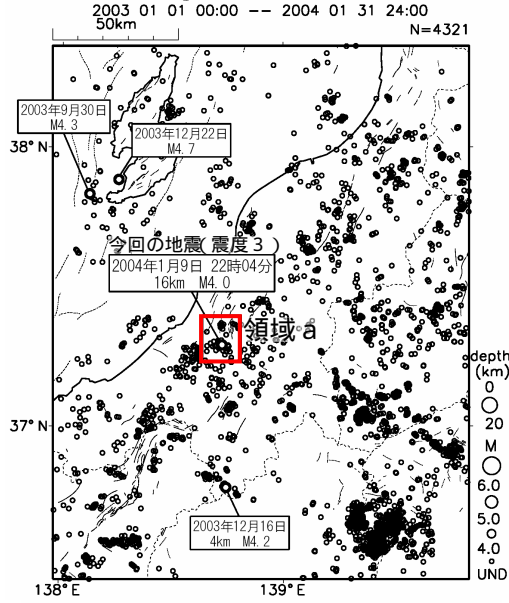 2003 01 01 00:00 -- 2004 01 31 24:00
50km
N=4321
2003年9月30日
M4.3
2003年12月22日
M4.7
38°N
今回の地震(震度3)
2004年1月9日 22時04分
16km M4.0
領域a
depth
(km)
0
20
37°N
M
6.0
5.0
4.0
UND
2003年12月16日
4km M4.2
138°E
139°E